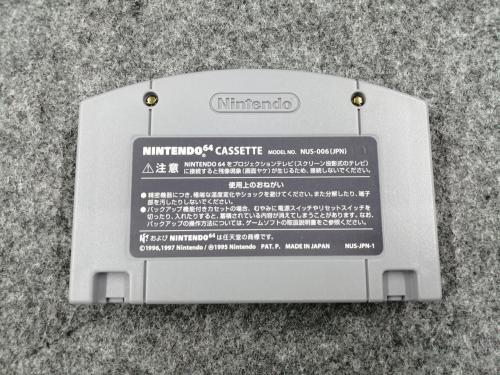 Nintendo
NINTENDO64 CASSETTE MODEL NO. NUS-006(JPN)
⚠注意 NINTENDO 64をプロジェクションテレビ(スクリーン投影式のテレビ)
に接続すると残像現象(画面ヤケ)が生じるため、接続しないでください。
使用上のおねがい
●精密機器につき、極端な温度変化やショックを避けてください。また分解したり、端子
部を汚したりしないでください。
●バックアップ機能付きカセットの場合、むやみに電源スイッチやリセットスイッチを
切ったり、入れたりすると、蓄積されている内容が消えてしまうことがあります。なお、
バックアップの操作方法については、ゲームソフトの取扱説明書をご参照ください。
および NINTENDO64 は任天堂の商標です。
©1996,1997 Nintendo/®1995 Nintendo PAT. P. MADE IN JAPAN NUS-JPN-1